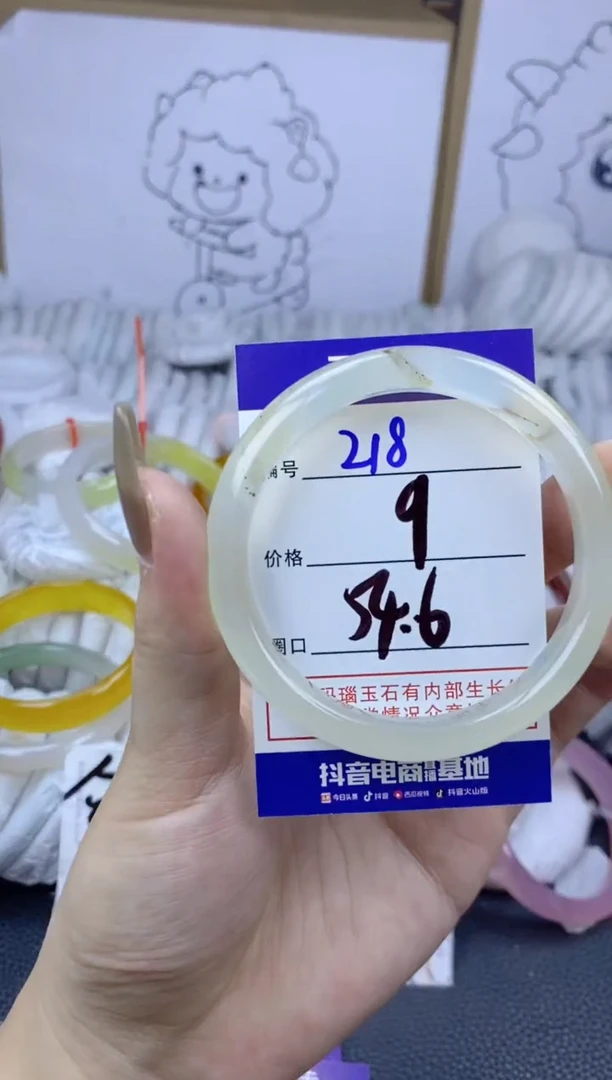 号 218
价格 9
圈口 54.6
瑙玉石有内部生长
抖音电商直播基地
今日头条 抖音 西瓜视频 抖音火山版